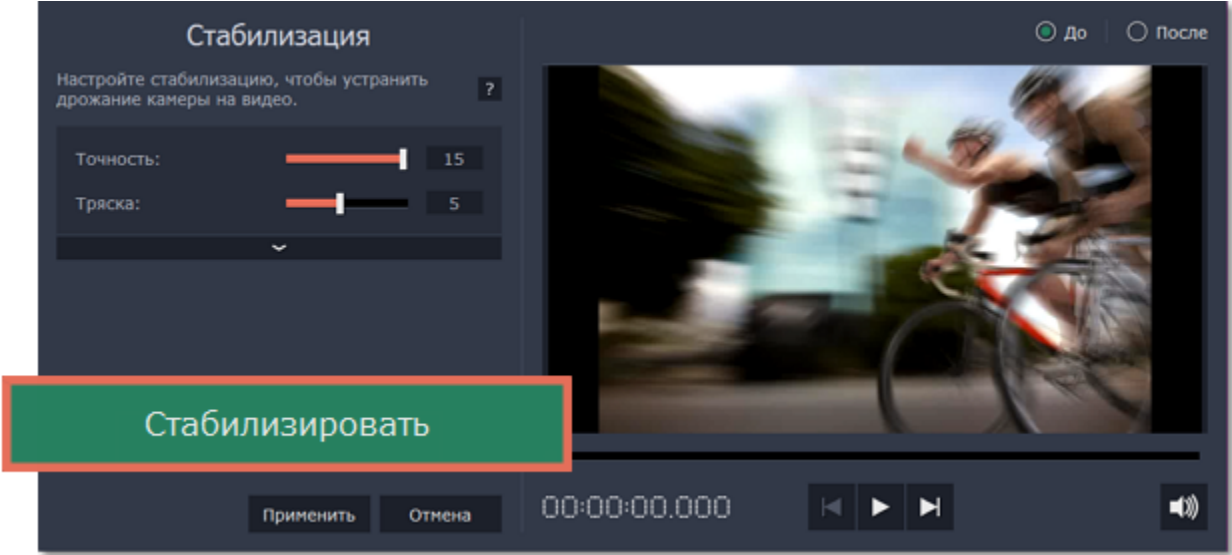 Стабилизация
До
После
Настройте стабилизацию, чтобы устранить
дрожание камеры на видео.
?
Точность:
15
Тряска:
5
Стабилизировать
Применить
Отмена
00:00:00.000